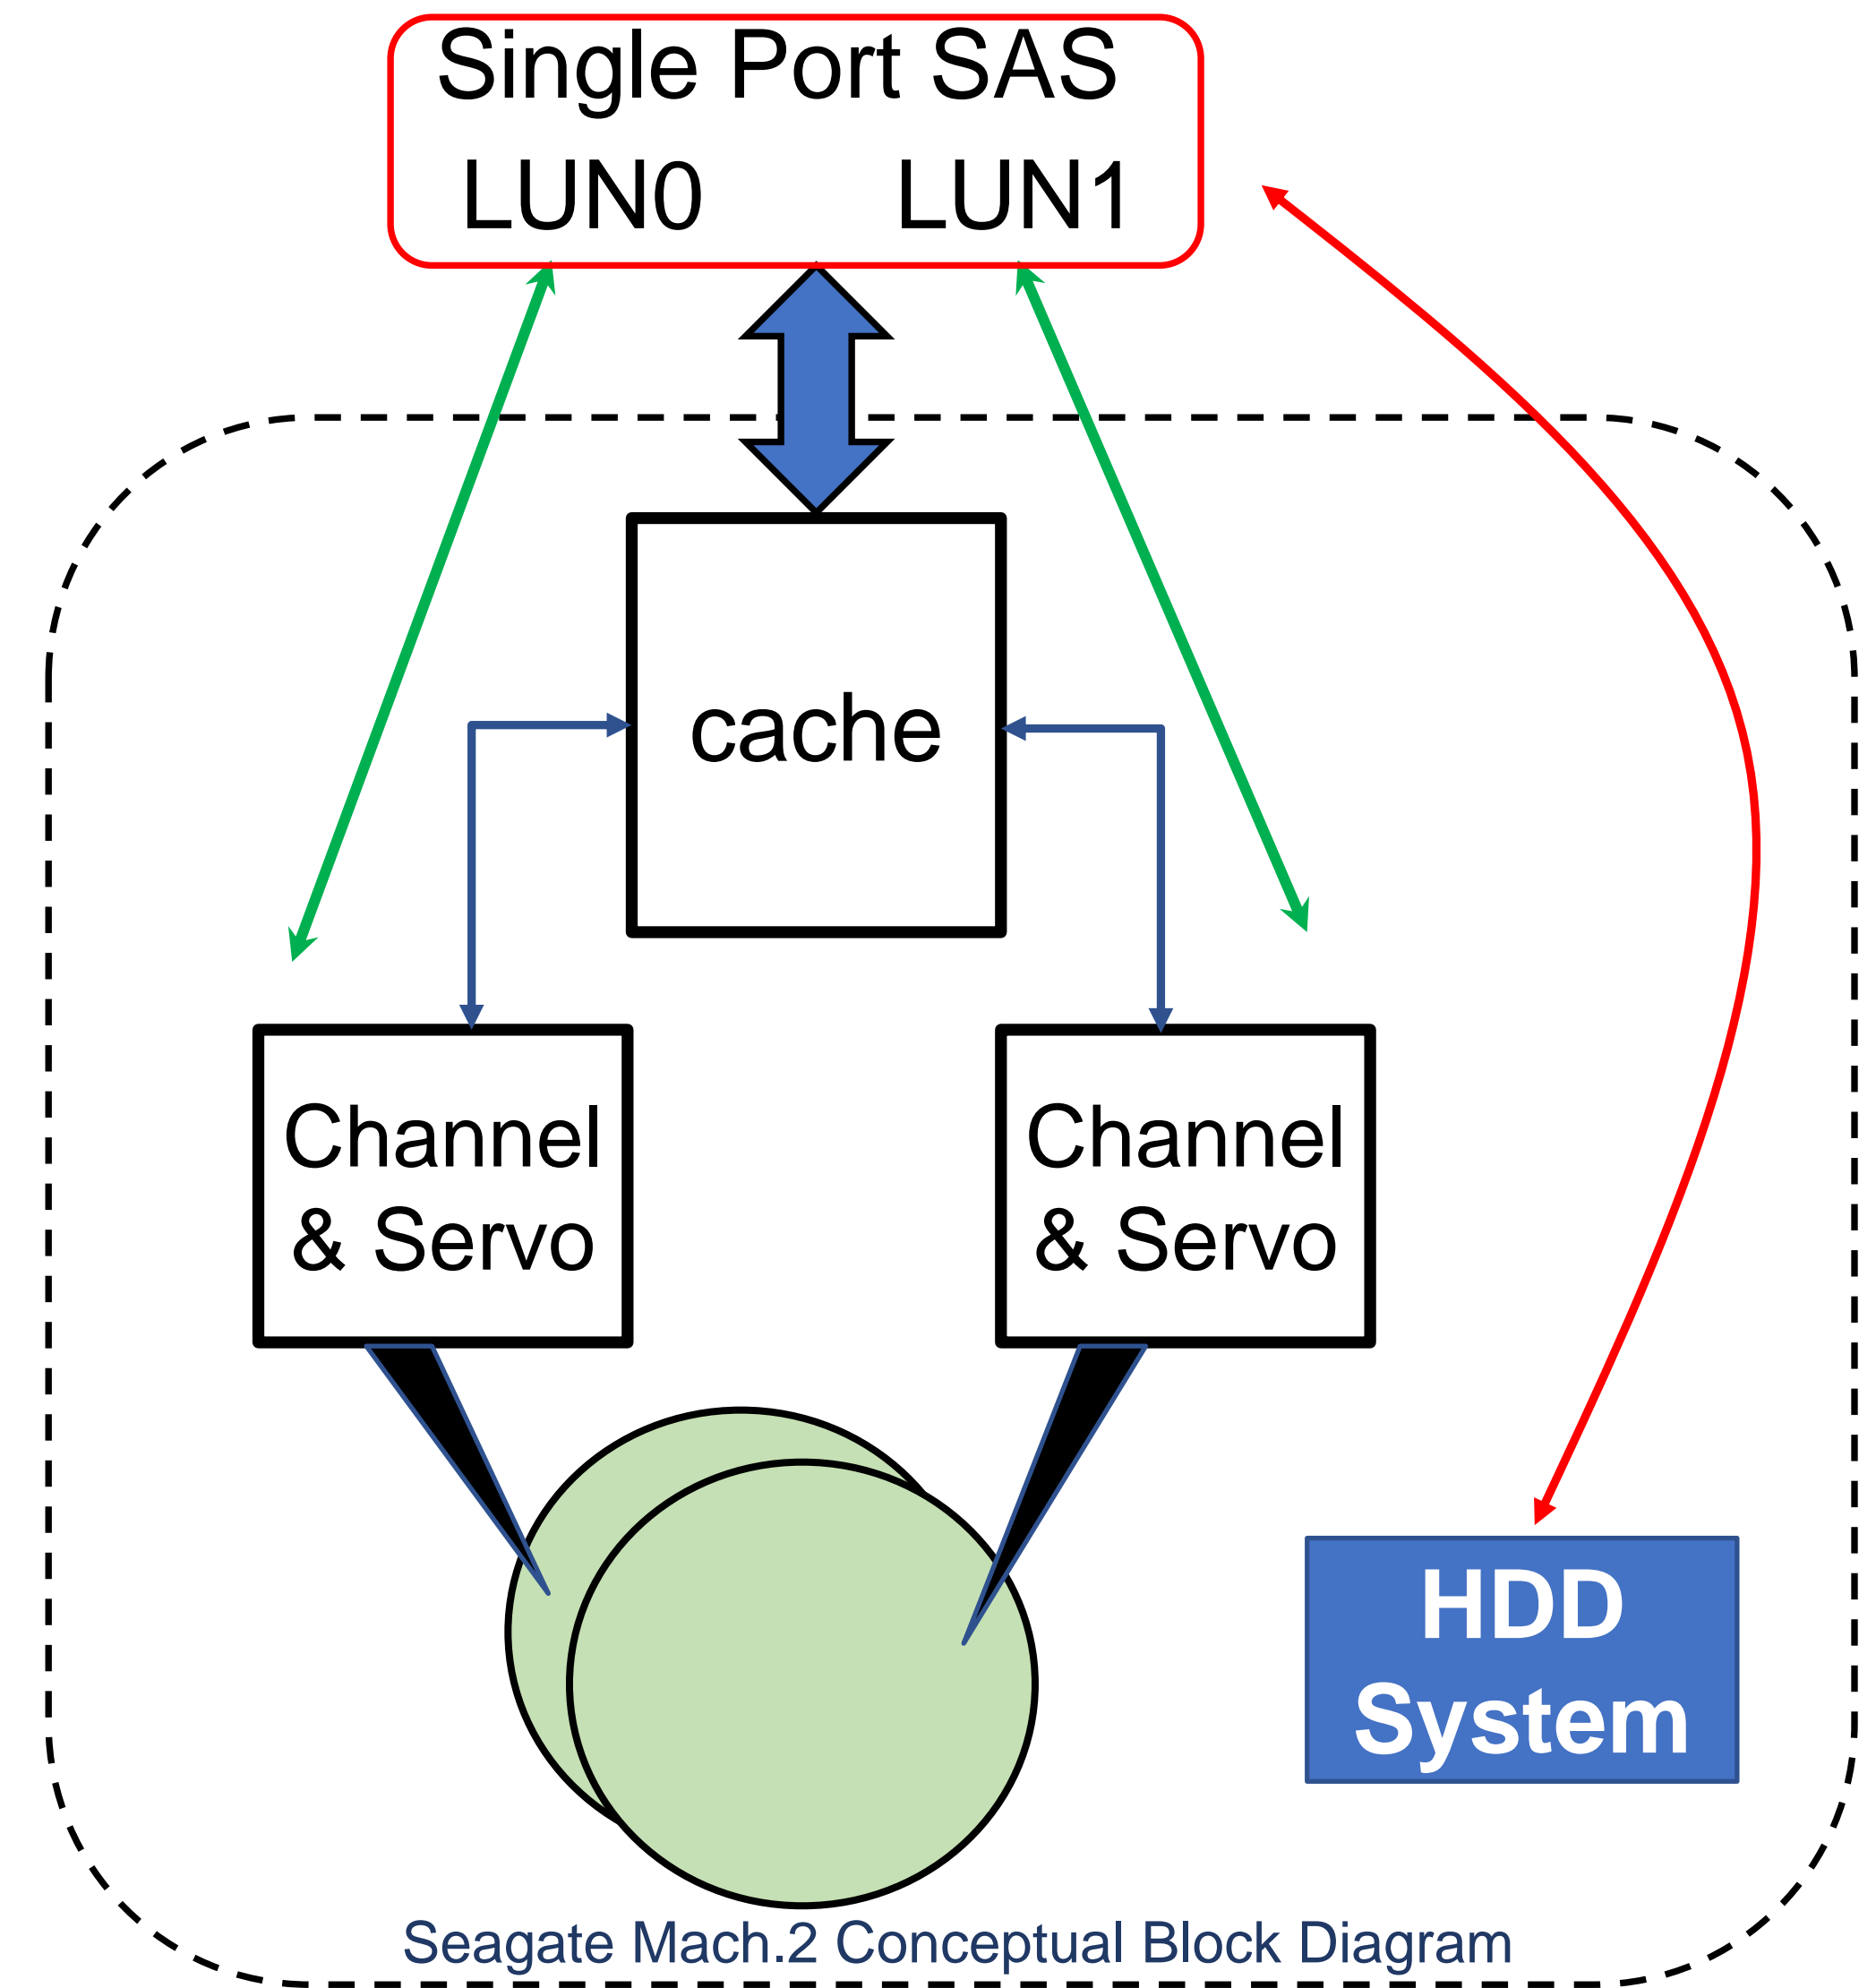 Single Port SAS
LUN0 LUN1
cache
Channel
& Servo
Channel
& Servo
HDD
System
Seagate Mach.2 Conceptual Block Diagram